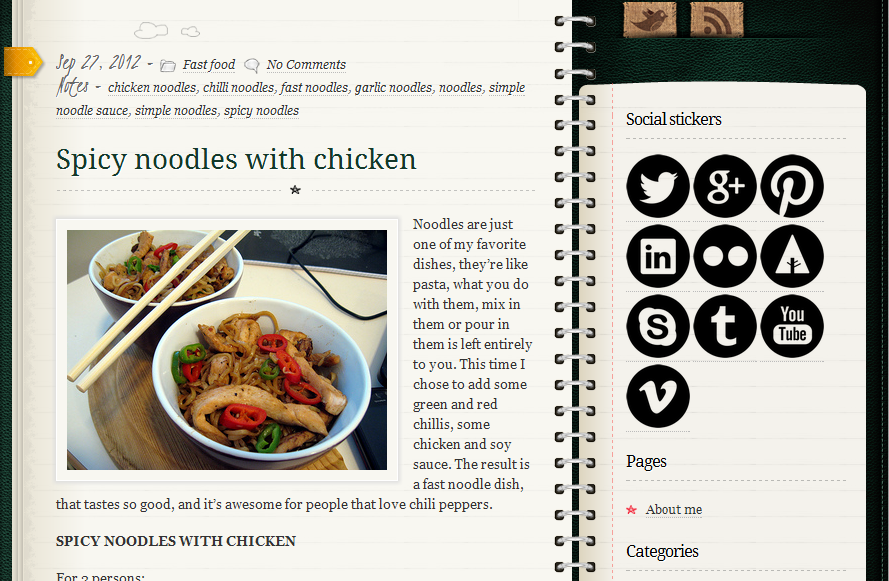 Sep 27, 2012 - Fast food No Comments
Notes - chicken noodles, chilli noodles, fast noodles, garlic noodles, noodles, simple
noodle sauce, simple noodles, spicy noodles
Spicy noodles with chicken
Noodles are just
one of my favorite
dishes, they’re like
pasta, what you do
with them, mix in
them or pour in
them is left entirely
to you. This time I
chose to add some
green and red
chillis, some
chicken and soy
sauce. The result is
a fast noodle dish,
that tastes so good, and it’s awesome for people that love chili peppers.
SPICY NOODLES WITH CHICKEN
For 2 persons:
Social stickers
g+
in
S t You
Tube
Pages
About me
Categories